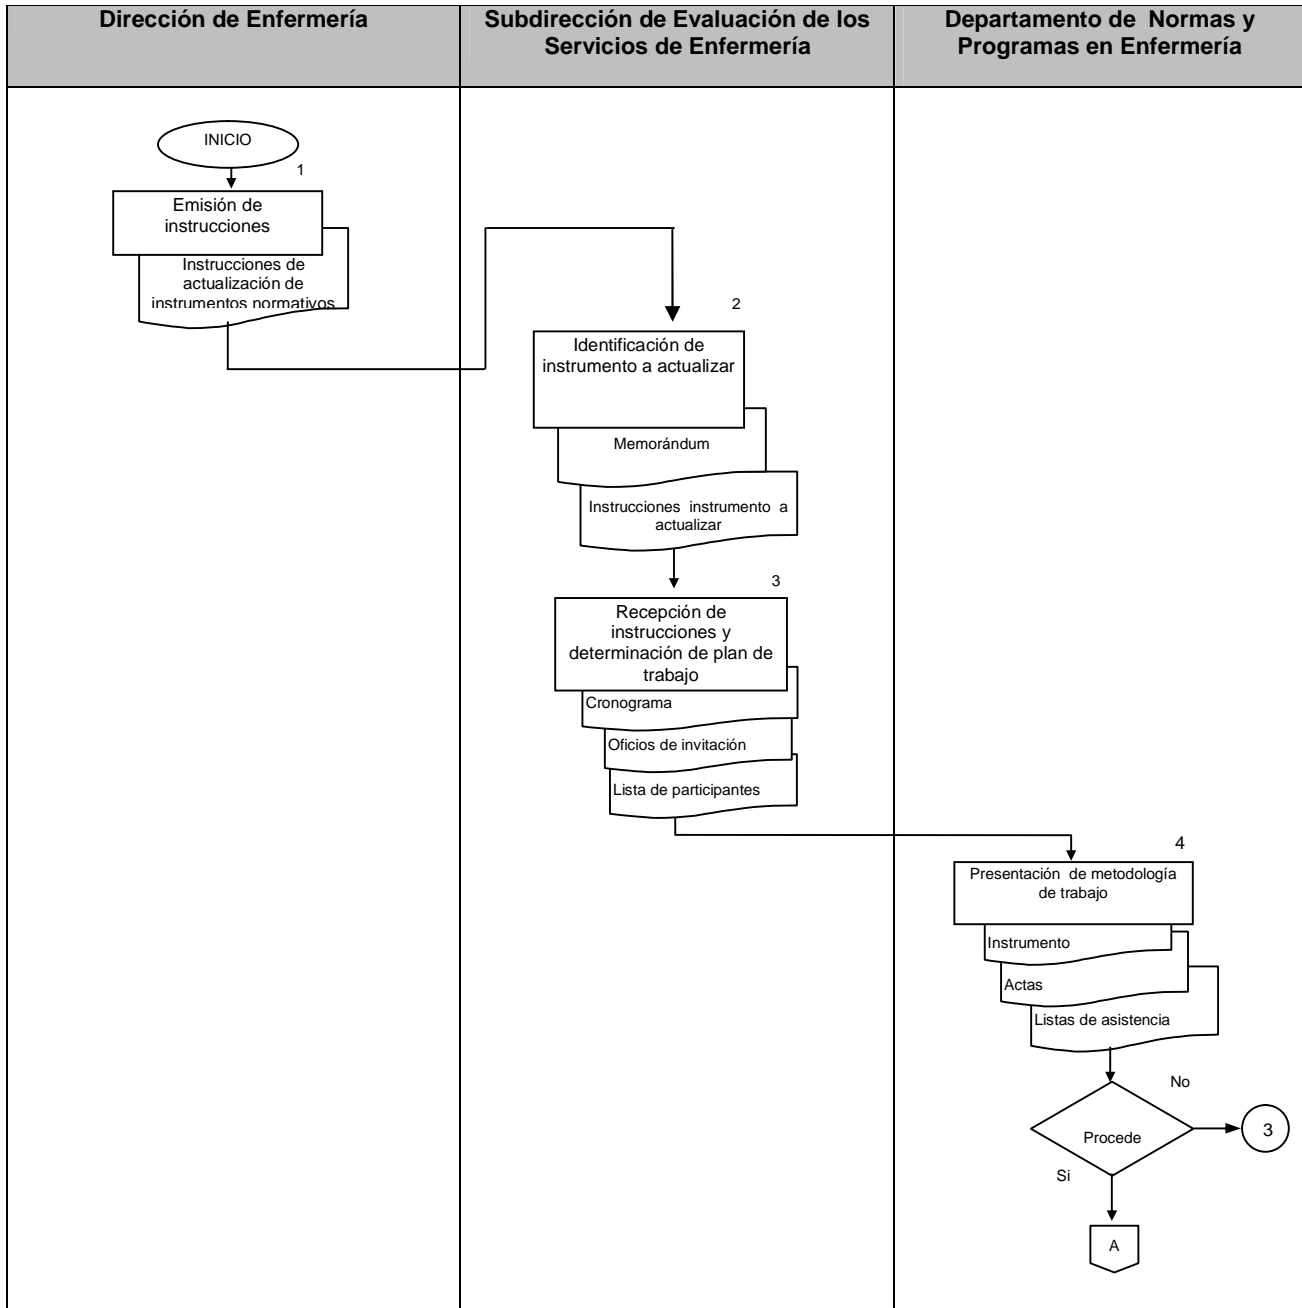 Dirección de Enfermería
Subdirección de Evaluación de los
Servicios de Enfermería
Departamento de Normas y
Programas en Enfermería
INICIO
1
Emisión de
instrucciones
Instrucciones de
actualización de
instrumentos normativos
2
Identificación de
instrumento a actualizar
Memorándum
Instrucciones instrumento a
actualizar
3
Recepción de
instrucciones y
determinación de plan de
trabajo
Cronograma
Oficios de invitación
Lista de participantes
4
Presentación de metodología
de trabajo
Instrumento
Actas
Listas de asistencia
No
Procede
3
Si
A